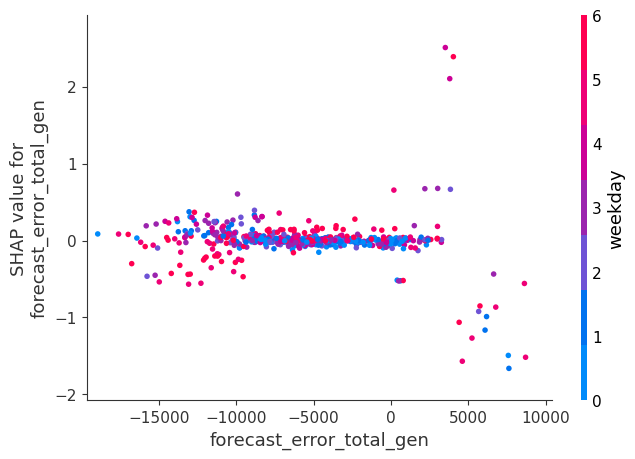 SHAP value for
forecast_error_total_gen
2
1
0
−1
−2
−15000 −10000 −5000 0 5000 10000
forecast_error_total_gen
6
5
4
3
2
1
0
weekday